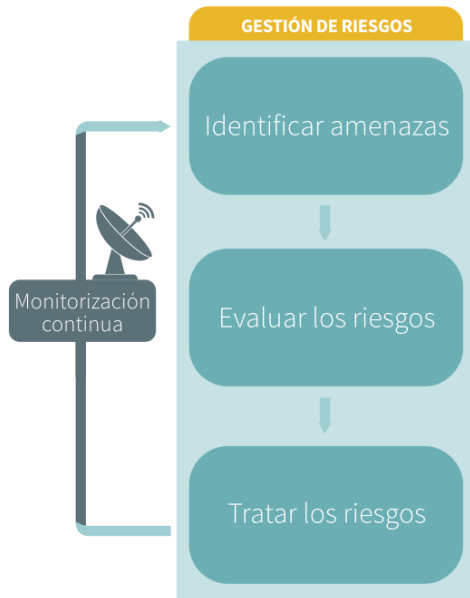 GESTIÓN DE RIESGOS
Identificar amenazas
Monitorización
continua
Evaluar los riesgos
Tratar los riesgos